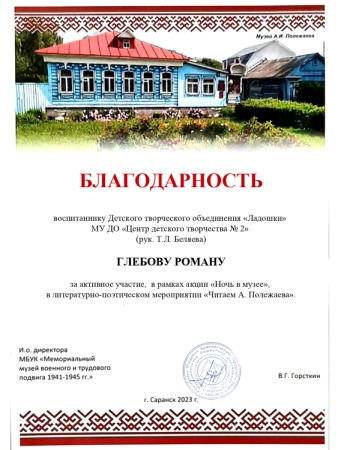 Музей А.И. Полежаева
БЛАГОДАРНОСТЬ
воспитаннику Детского творческого объединения «Ладошки»
МУ ДО «Центр детского творчества № 2»
(рук. Т.Л. Беляева)
ГЛЕБОВУ РОМАНУ
за активное участие, в рамках акции «Ночь в музее»,
в литературно-поэтическом мероприятии «Читаем А. Полежаева».
И.о. директора
МБУК «Мемориальный
музей военного и трудового
подвига 1941-1945 гг.»
В.Г. Горсткин
г. Саранск 2023 г.